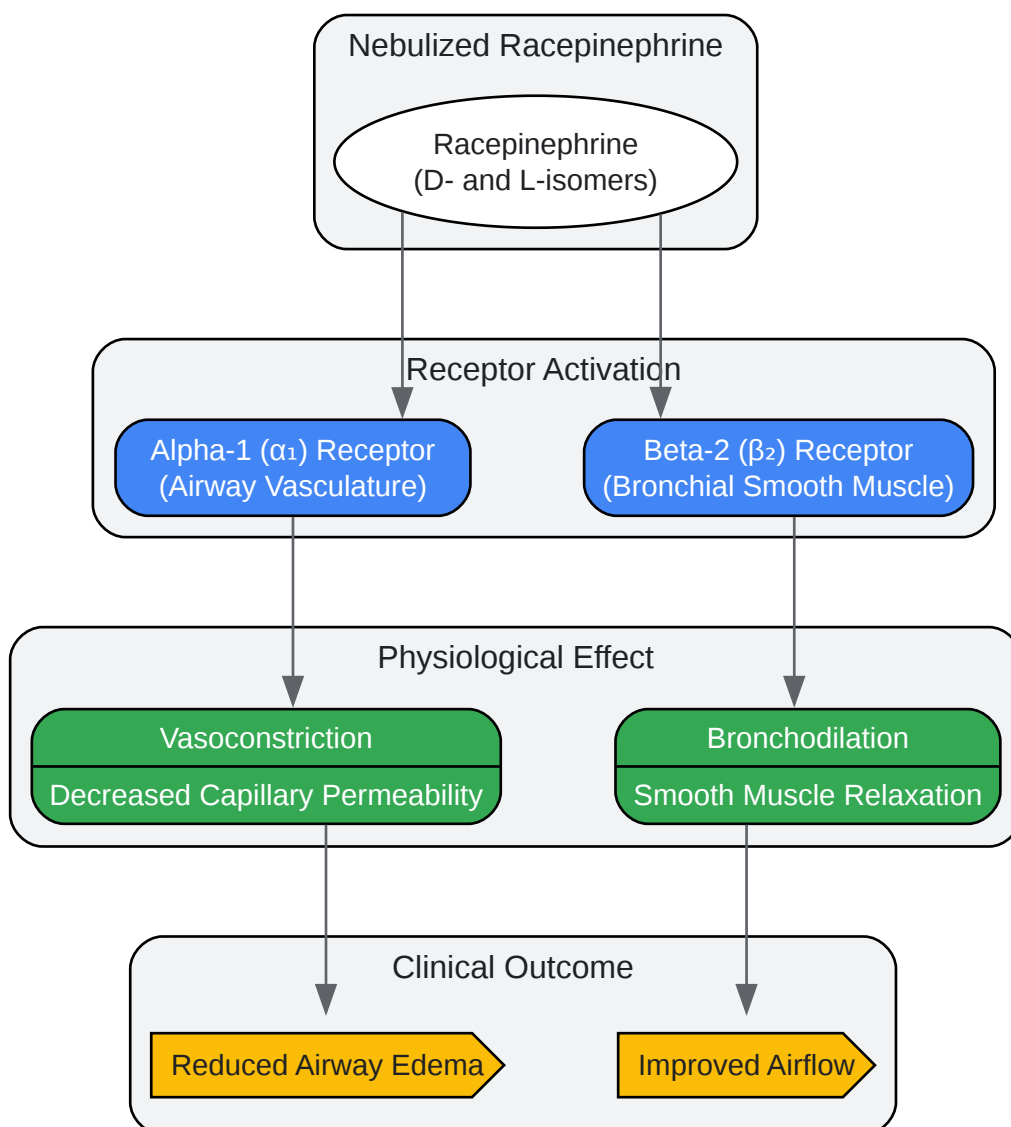 Nebulized Racepinephrine
Racepinephrine
(D- and L-isomers)
Receptor Activation
Alpha-1 (α₁) Receptor
(Airway Vasculature)
Beta-2 (β₂) Receptor
(Bronchial Smooth Muscle)
Physiological Effect
Vasoconstriction
Decreased Capillary Permeability
Bronchodilation
Smooth Muscle Relaxation
Clinical Outcome
Reduced Airway Edema
Improved Airflow